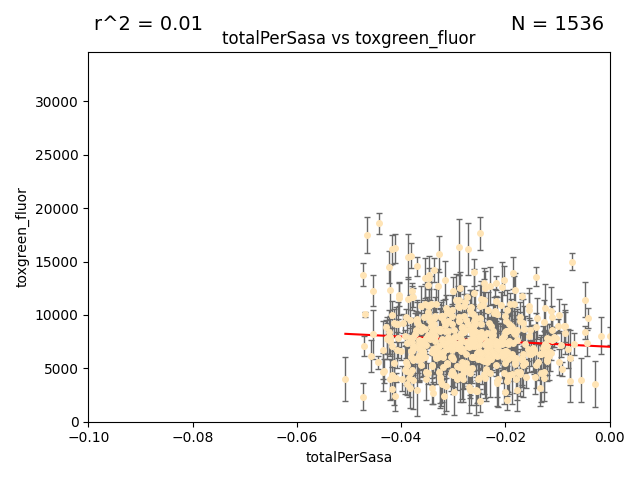 r^2 = 0.01
N = 1536
totalPerSasa vs toxgreen_fluor
30000
25000
20000
15000
10000
5000
0
toxgreen_fluor
−0.10
−0.08
−0.06
−0.04
−0.02
0.00
totalPerSasa